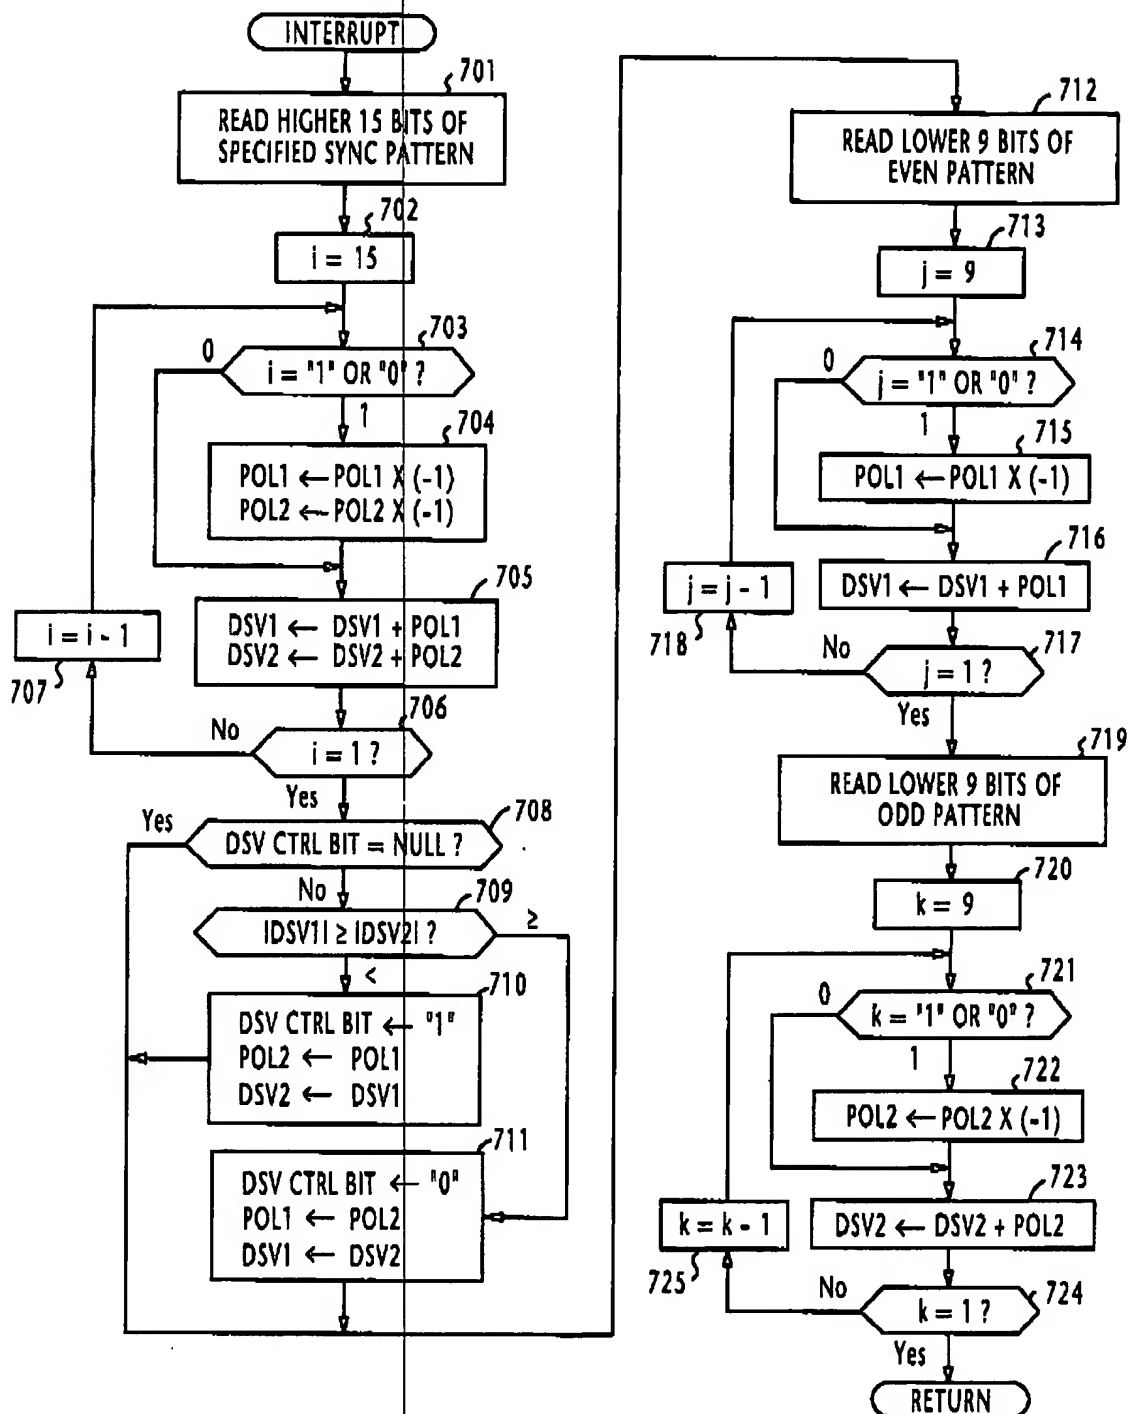 INTERRUPT
701
READ HIGHER 15 BITS OF
SPECIFIED SYNC PATTERN
702
i = 15
703
0
i = "1" OR "0" ?
1
704
POL1 ← POL1 X (-1)
POL2 ← POL2 X (-1)
705
DSV1 ← DSV1 + POL1
DSV2 ← DSV2 + POL2
i = i - 1
707
706
No
i = 1 ?
Yes
708
Yes
DSV CTRL BIT = NULL ?
No
709
|DSV1| ≥ |DSV2| ?
≥
<
710
DSV CTRL BIT ← "1"
POL2 ← POL1
DSV2 ← DSV1
711
DSV CTRL BIT ← "0"
POL1 ← POL2
DSV1 ← DSV2
712
READ LOWER 9 BITS OF
EVEN PATTERN
713
j = 9
714
0
j = "1" OR "0" ?
1
715
POL1 ← POL1 X (-1)
716
DSV1 ← DSV1 + POL1
j = j - 1
718
No
717
j = 1 ?
Yes
719
READ LOWER 9 BITS OF
ODD PATTERN
720
k = 9
721
0
k = "1" OR "0" ?
1
722
POL2 ← POL2 X (-1)
723
DSV2 ← DSV2 + POL2
k = k - 1
725
No
724
k = 1 ?
Yes
RETURN